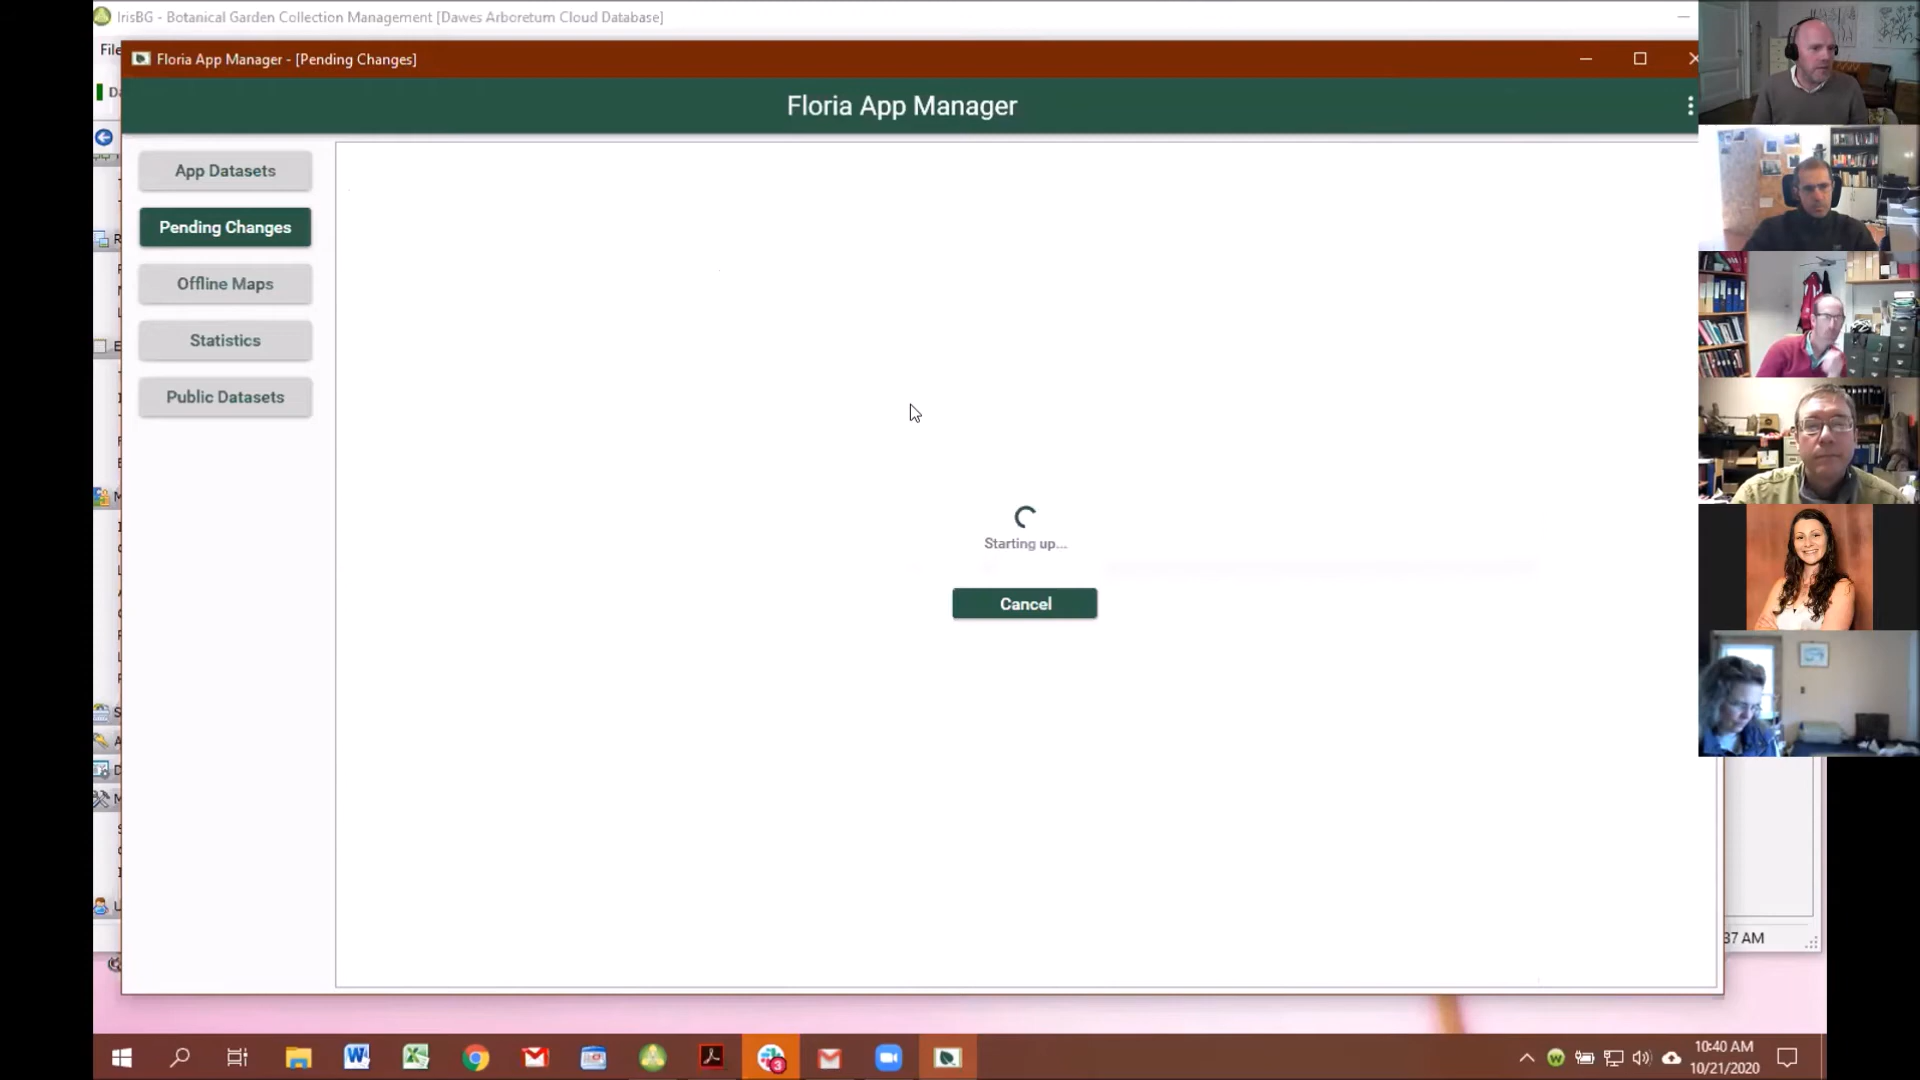 IrisBG - Botanical Garden Collection Management [Dawes Arboretum Cloud Database]
File
Floria App Manager - [Pending Changes]
Floria App Manager
App Datasets
Pending Changes
Offline Maps
Statistics
Public Datasets
Starting up...
Cancel
37 AM
3
10:40 AM
10/21/2020